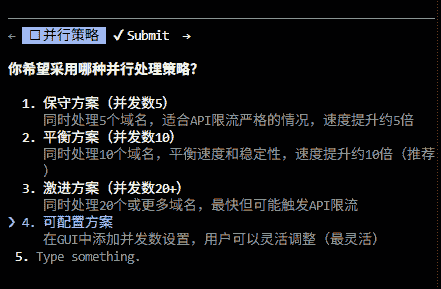 ← □并行策略 ✓Submit →
你希望采用哪种并行处理策略?
1. 保守方案（并发数5）
同时处理5个域名，适合API限流严格的情况，速度提升约5倍
2. 平衡方案（并发数10）
同时处理10个域名，平衡速度和稳定性，速度提升约10倍（推荐
）
3. 激进方案（并发数20+）
同时处理20个或更多域名，最快但可能触发API限流
❯ 4. 可配置方案
在GUI中添加并发数设置，用户可以灵活调整（最灵活）
5. Type something.